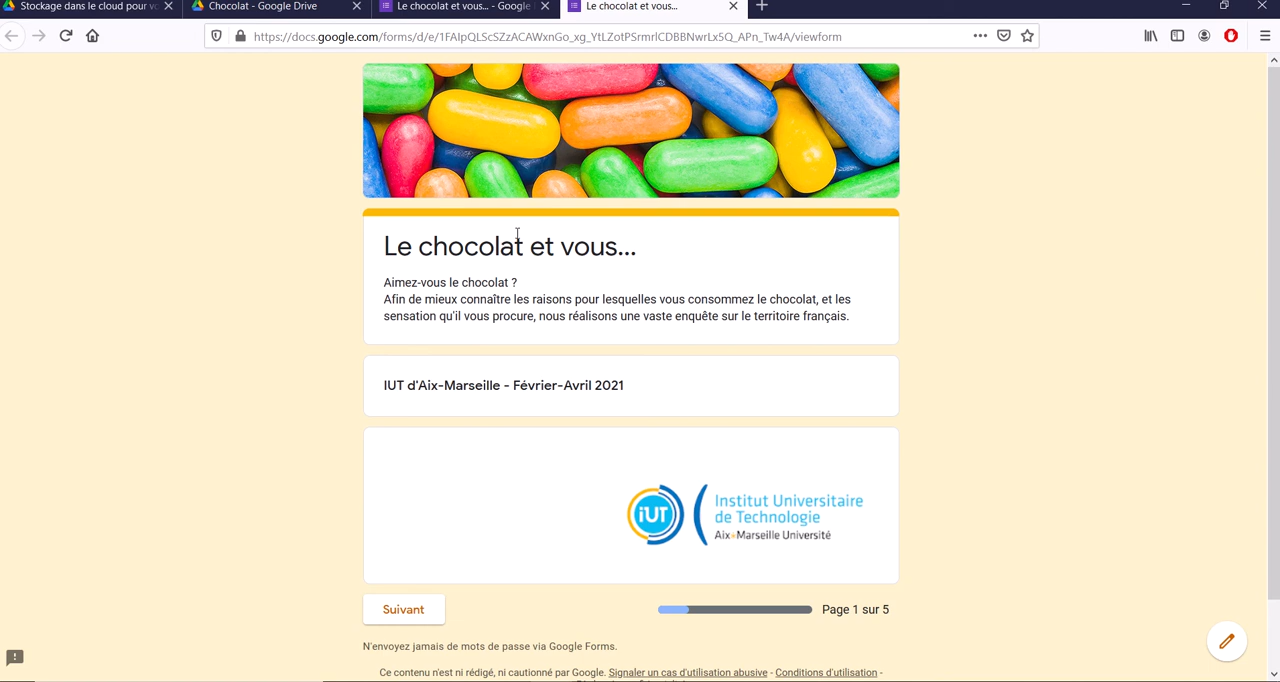 Stockage dans le cloud pour vo
Chocolat - Google Drive
Le chocolat et vous... - Google
Le chocolat et vous...
https://docs.google.com/forms/d/e/1FAIpQLScSZzACAWxnGo_xg_YtLZotPSrmrlCDBBNwrLx5Q_APn_Tw4A/viewform
Le chocolat et vous...
Aimez-vous le chocolat ?
Afin de mieux connaître les raisons pour lesquelles vous consommez le chocolat, et les
sensation qu'il vous procure, nous réalisons une vaste enquête sur le territoire français.
IUT d'Aix-Marseille - Février-Avril 2021
iUT
Institut Universitaire
de Technologie
Aix*Marseille Université
Suivant
Page 1 sur 5
N'envoyez jamais de mots de passe via Google Forms.
Ce contenu n'est ni rédigé, ni cautionné par Google. Signaler un cas d'utilisation abusive - Conditions d'utilisation -